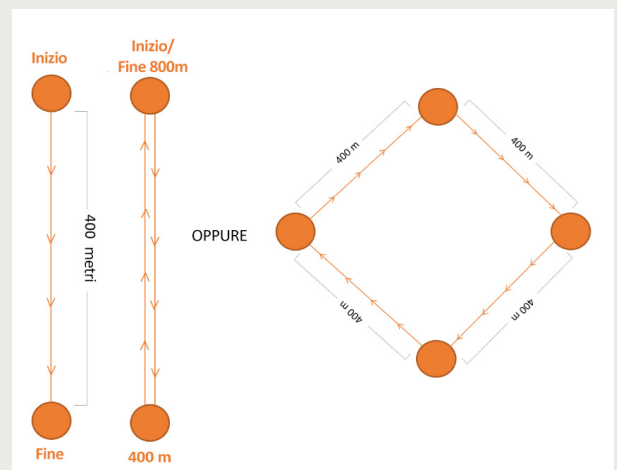 Inizio
Inizio/
Fine 800m
400 metri
Fine
400 m
OPPURE
400 m
400 m
400 m
400 m